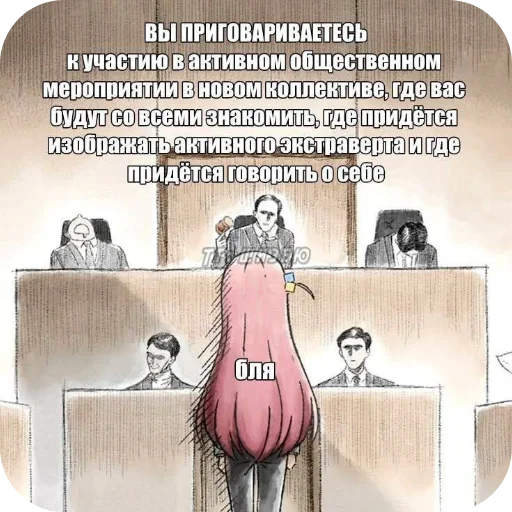 ВЫ ПРИГОВАРИВАЕТЕСЬ
к участию в активном общественном
мероприятии в новом коллективе, где вас
будут со всеми знакомить, где придётся
изображать активного экстраверта и где
придётся говорить о себе
бля